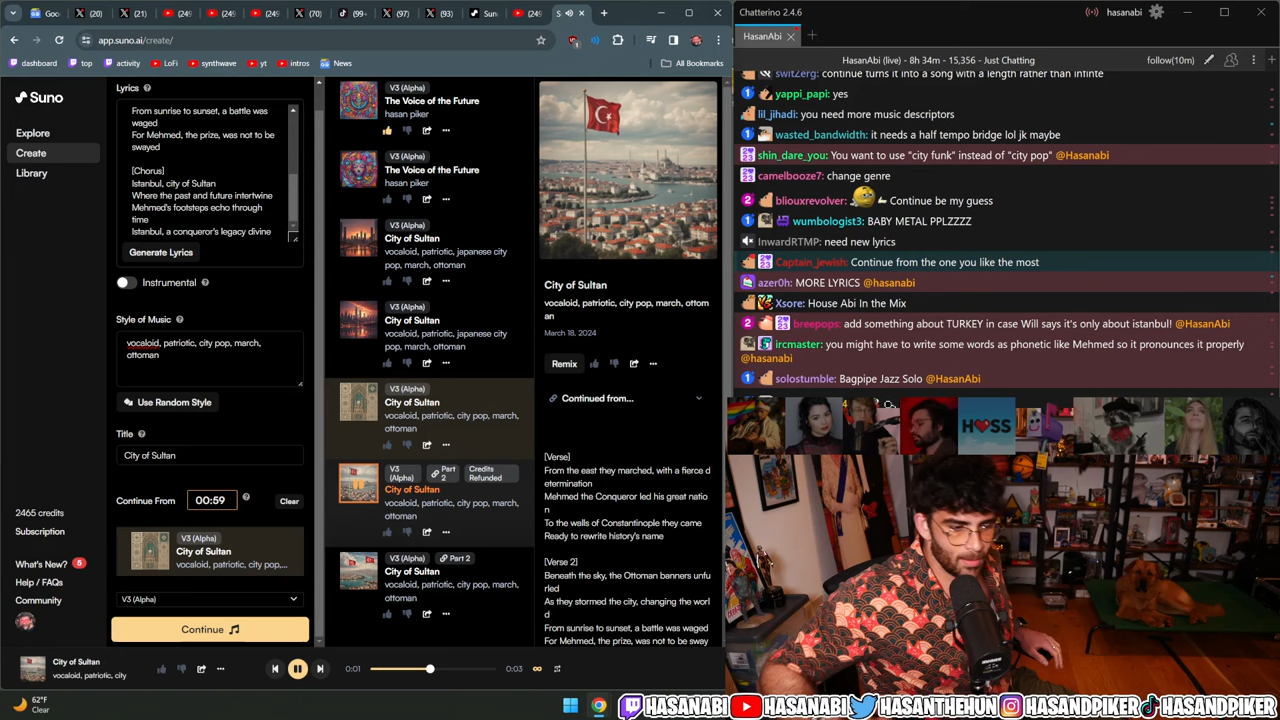 Goo
(20)
(21)
(249
(249
(249
(70)
(99+
(97)
(93)
Suno
(249
S
app.suno.ai/create/
dashboard
top
activity
LoFi
synthwave
yt
intros
News
All Bookmarks
Suno
Explore
Create
Library
2465 credits
Subscription
What's New?
5
Help / FAQs
Community
Lyrics
From sunrise to sunset, a battle was
waged
For Mehmed, the prize, was not to be
swayed
[Chorus]
Istanbul, city of Sultan
Where the past and future intertwine
Mehmed's footsteps echo through
time
Istanbul, a conqueror's legacy divine
Generate Lyrics
Instrumental
Style of Music
vocaloid, patriotic, city pop, march,
ottoman
Use Random Style
Title
City of Sultan
Continue From
00:59
Clear
V3 (Alpha)
City of Sultan
vocaloid, patriotic, city pop,...
V3 (Alpha)
Continue
V3 (Alpha)
The Voice of the Future
hasan piker
V3 (Alpha)
The Voice of the Future
hasan piker
V3 (Alpha)
City of Sultan
vocaloid, patriotic, japanese city
pop, march, ottoman
V3 (Alpha)
City of Sultan
vocaloid, patriotic, japanese city
pop, march, ottoman
V3 (Alpha)
City of Sultan
vocaloid, patriotic, city pop, march,
ottoman
V3
(Alpha)
Part
2
Credits
Refunded
City of Sultan
vocaloid, patriotic, city pop, march,
ottoman
V3 (Alpha)
Part 2
City of Sultan
vocaloid, patriotic, city pop, march,
ottoman
City of Sultan
vocaloid, patriotic, city pop, march, ottom
an
March 18, 2024
Remix
Continued from...
[Verse]
From the east they marched, with a fierce d
etermination
Mehmed the Conqueror led his great natio
n
To the walls of Constantinople they came
Ready to rewrite history's name
[Verse 2]
Beneath the sky, the Ottoman banners unfu
rled
As they stormed the city, changing the worl
d
From sunrise to sunset, a battle was waged
For Mehmed, the prize, was not to be sway
City of Sultan
vocaloid, patriotic, city
0:01
0:03
62°F
Clear
Chatterino 2.4.6
hasanabi
HasanAbi
HasanAbi (live) - 8h 34m - 15,356 - Just Chatting
follow(10m)
switZerg: continue turns it into a song with a length rather than infinte
yappi_papi: yes
lil_jihadi: you need more music descriptors
wasted_bandwidth: it needs a half tempo bridge lol jk maybe
shin_dare_you: You want to use "city funk" instead of "city pop" @Hasanabi
camelbooze7: change genre
bliouxrevolver: Continue be my guess
wumbologist3: BABY METAL PPLZZZZ
InwardRTMP: need new lyrics
Captain_jewish: Continue from the one you like the most
azer0h: MORE LYRICS @hasanabi
Xsore: House Abi In the Mix
breepops: add something about TURKEY in case Will says it's only about istanbul! @HasanAbi
ircmaster: you might have to write some words as phonetic like Mehmed so it pronounces it properly
@hasanabi
solostumble: Bagpipe Jazz Solo @HasanAbi
H SS
HASANABI
HASANABI
HASANTHEHUN
HASANDPIKER
HASANDPIKER